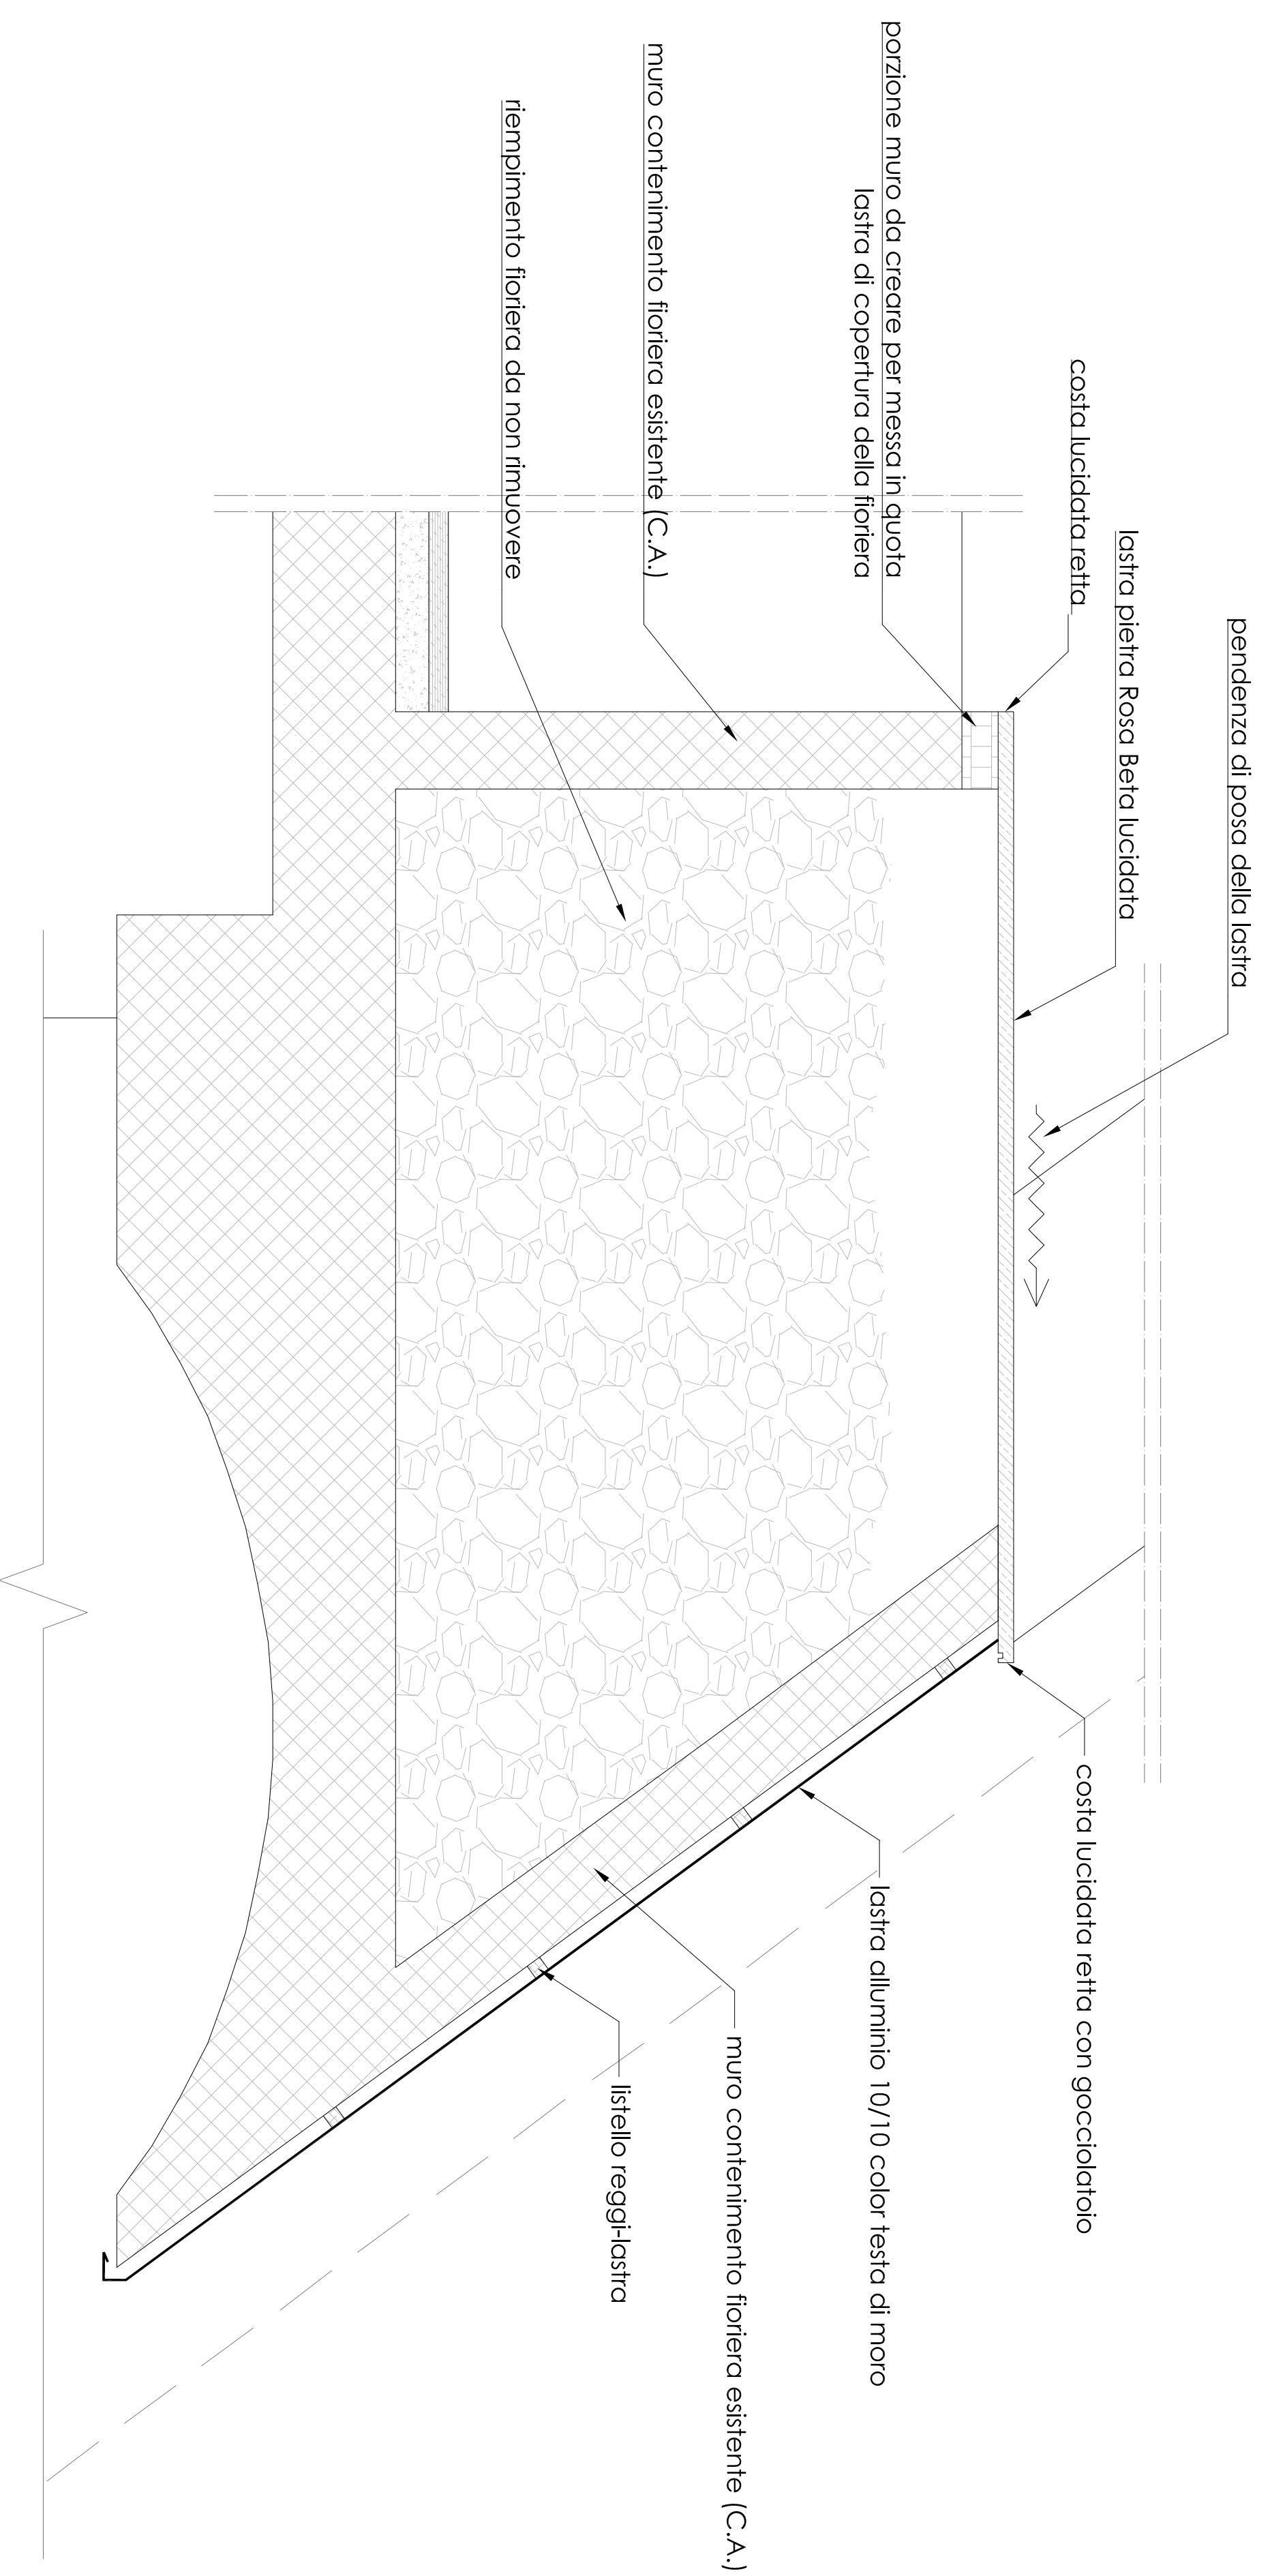 pendenza di posa della lastra
lastra pietra Rosa Beta lucidata
costa lucidata retta
porzione muro da creare per messa in quota
lastra di copertura della fioriera
muro contenimento fioriera esistente (C.A.)
riempimento fioriera da non rimuovere
costa lucidata retta con gocciolatoio
lastra alluminio 10/10 color testa di moro
muro contenimento fioriera esistente (C.A.)
listello reggi-lastra